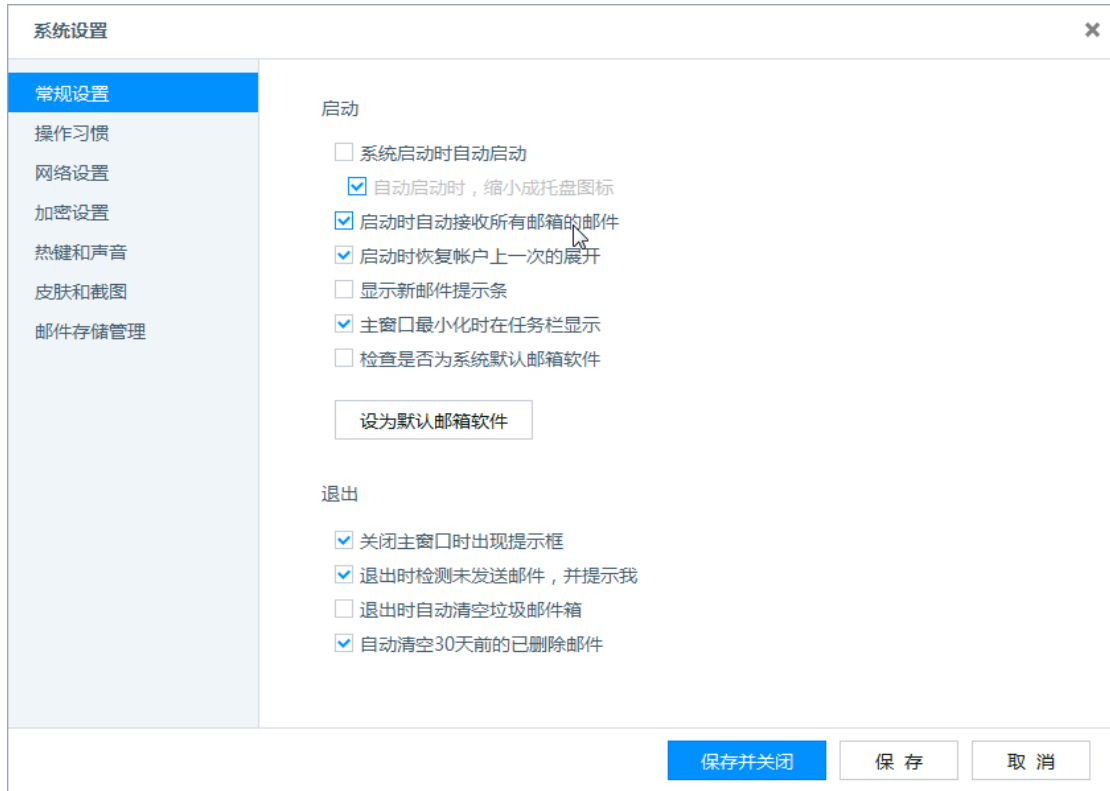 系统设置
常规设置
操作习惯
网络设置
加密设置
热键和声音
皮肤和截图
邮件存储管理
启动
系统启动时自动启动
自动启动时，缩小成托盘图标
启动时自动接收所有邮箱的邮件
启动时恢复帐户上一次的展开
显示新邮件提示条
主窗口最小化时在任务栏显示
检查是否为系统默认邮箱软件
设为默认邮箱软件
退出
关闭主窗口时出现提示框
退出时检测未发送邮件，并提示我
退出时自动清空垃圾邮件箱
自动清空30天前的已删除邮件
保存并关闭 保 存 取 消